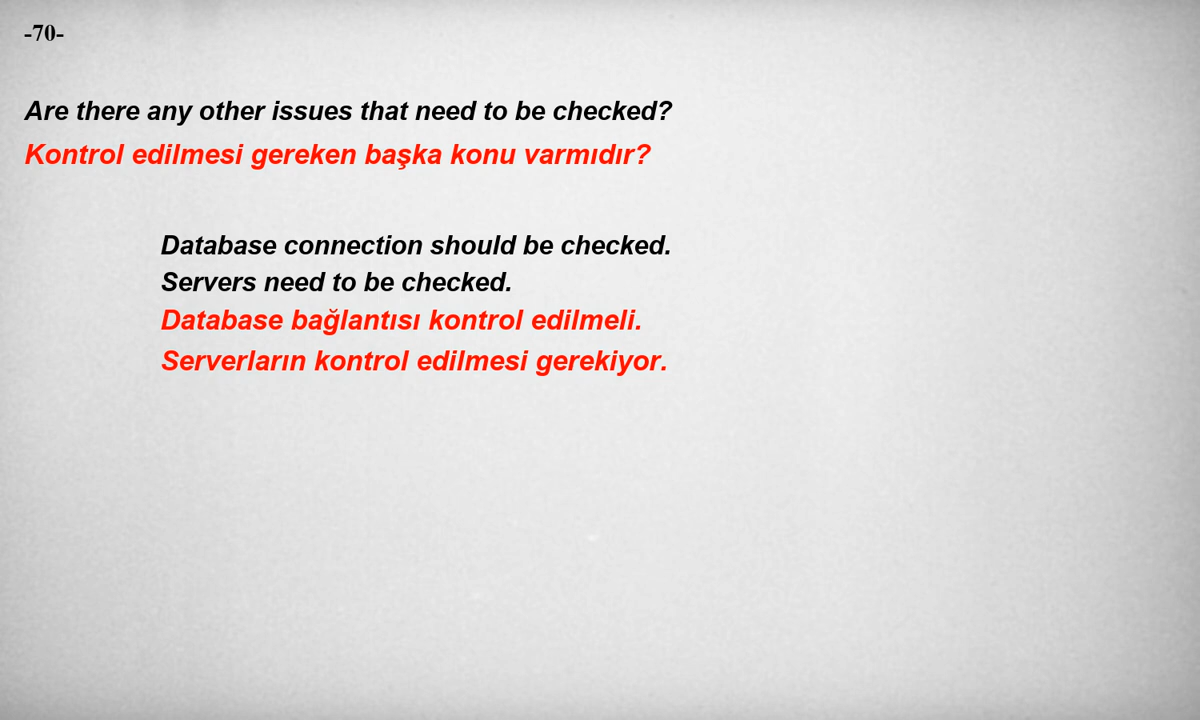 -70-
Are there any other issues that need to be checked?
Kontrol edilmesi gereken başka konu varmıdır?
Database connection should be checked.
Servers need to be checked.
Database bağlantısı kontrol edilmeli.
Serverların kontrol edilmesi gerekiyor.